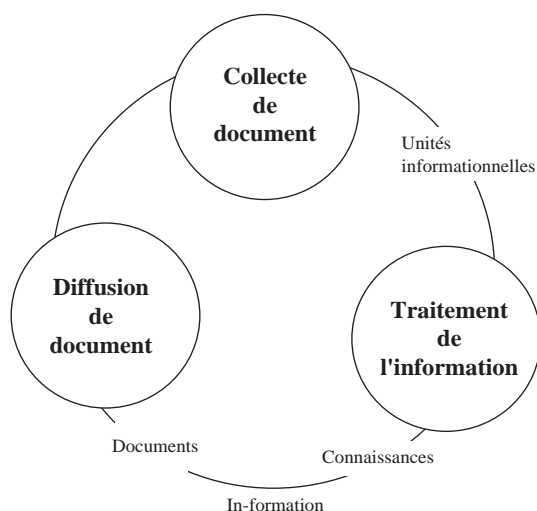 Collecte
de
document
Unités
informationnelles
Diffusion
de
document
Traitement
de
l'information
Documents
Connaissances
In-formation